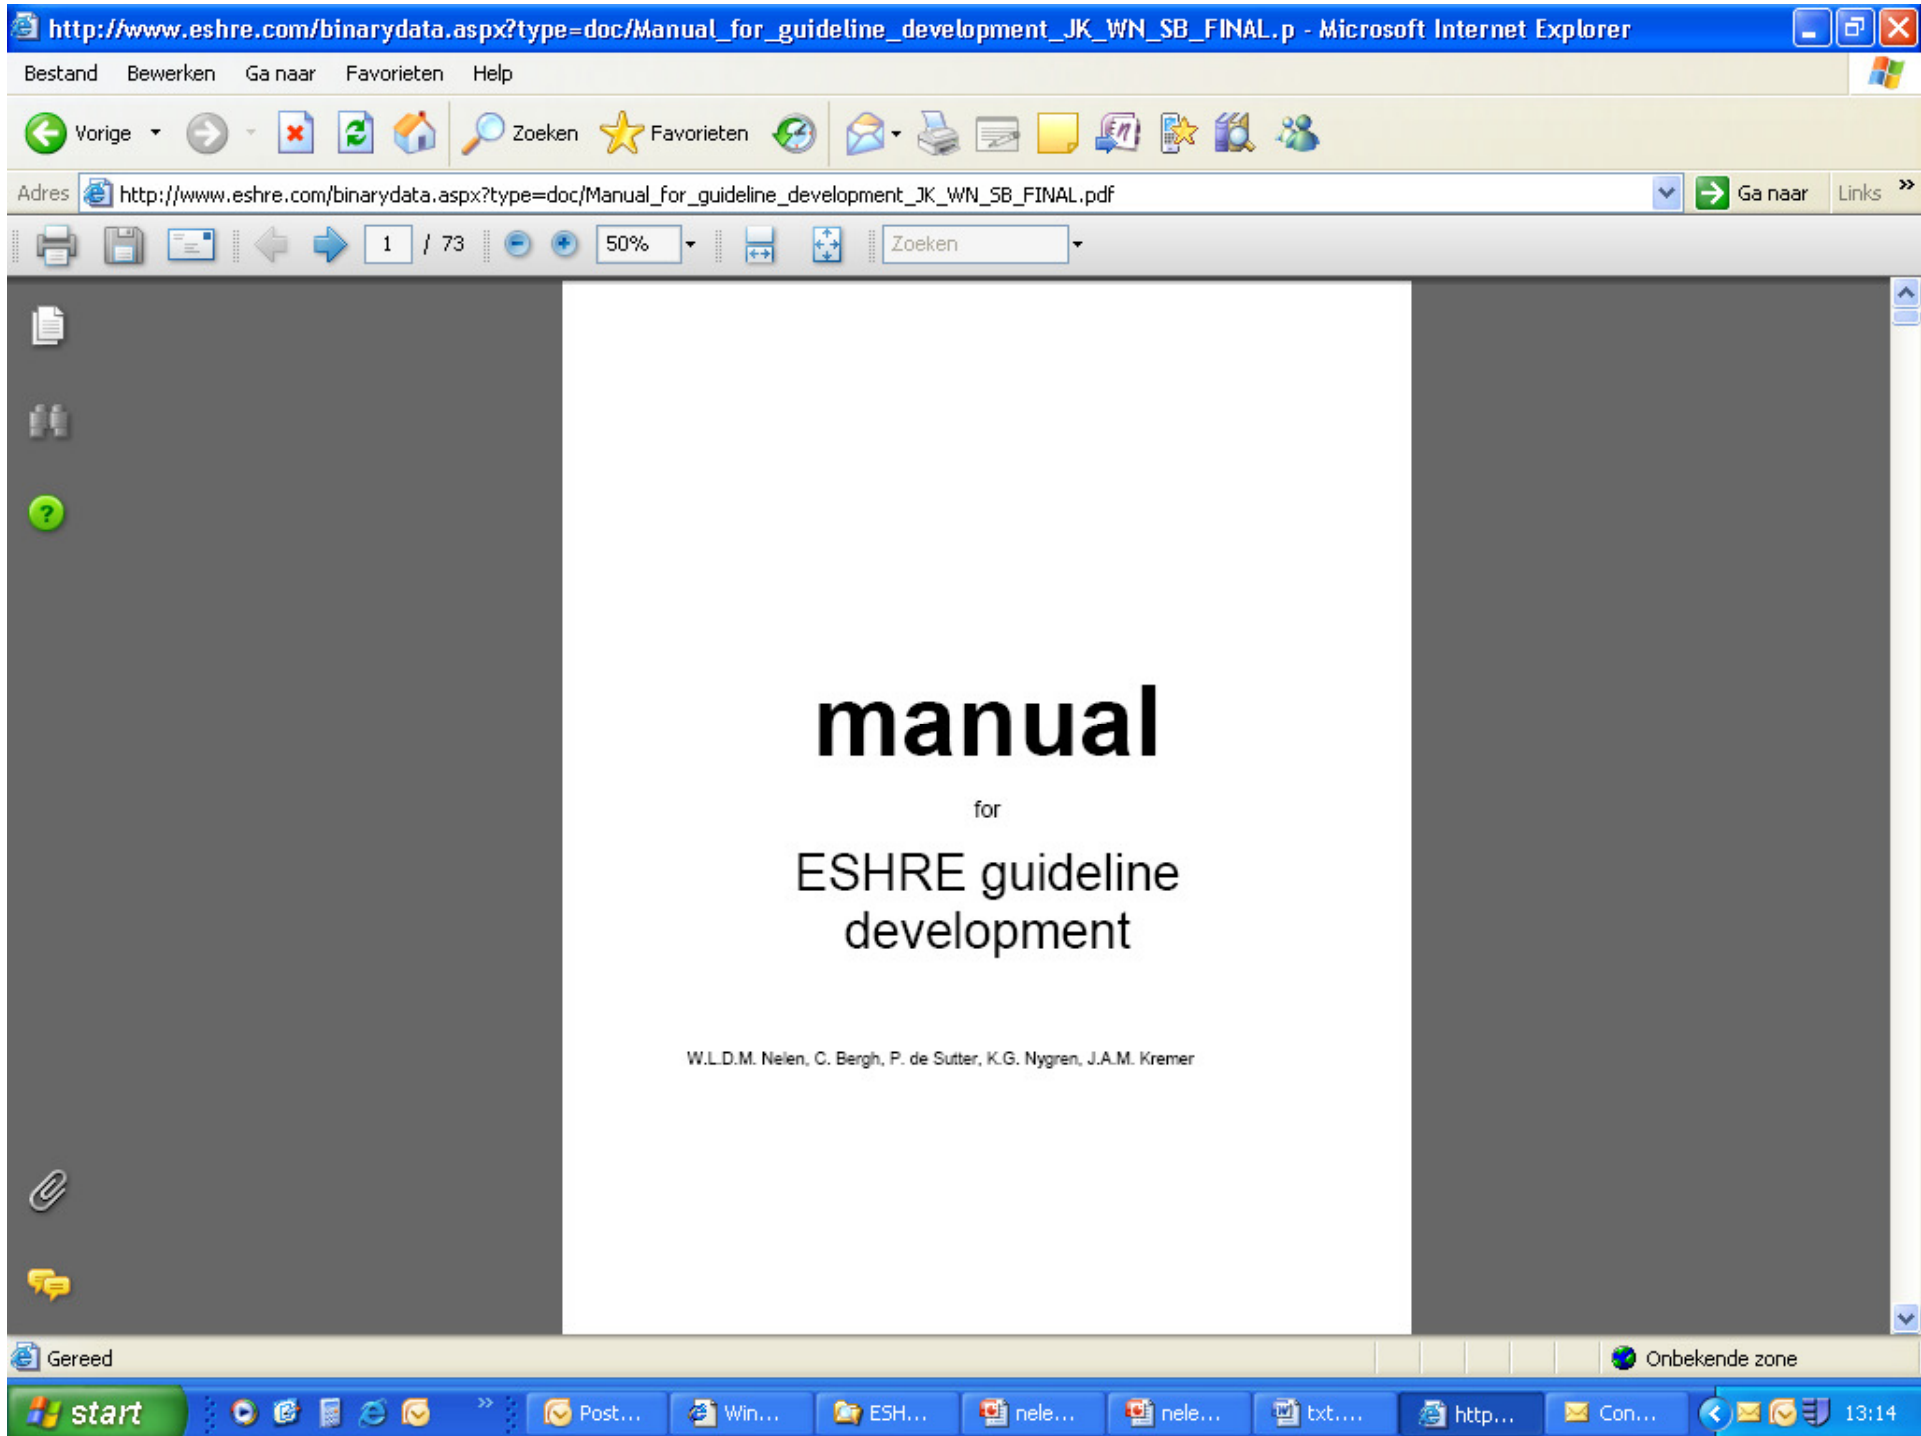 http://www.eshre.com/binarydata.aspx?type=doc/Manual_for_guideline_development_JK_WN_SB_FINAL.p - Microsoft Internet Explorer
Bestand Bewerken Ga naar Favorieten Help
Vorige Zoeken Favorieten
Adres http://www.eshre.com/binarydata.aspx?type=doc/Manual_for_guideline_development_JK_WN_SB_FINAL.pdf Ga naar Links »
1 / 73 50% Zoeken
manual
for
ESHRE guideline
development
W.L.D.M. Nelen, C. Bergh, P. de Sutter, K.G. Nygren, J.A.M. Kremer
Gereed Onbekende zone
start » Post... Win... ESH... nele... nele... txt.... http... Con... 13:14